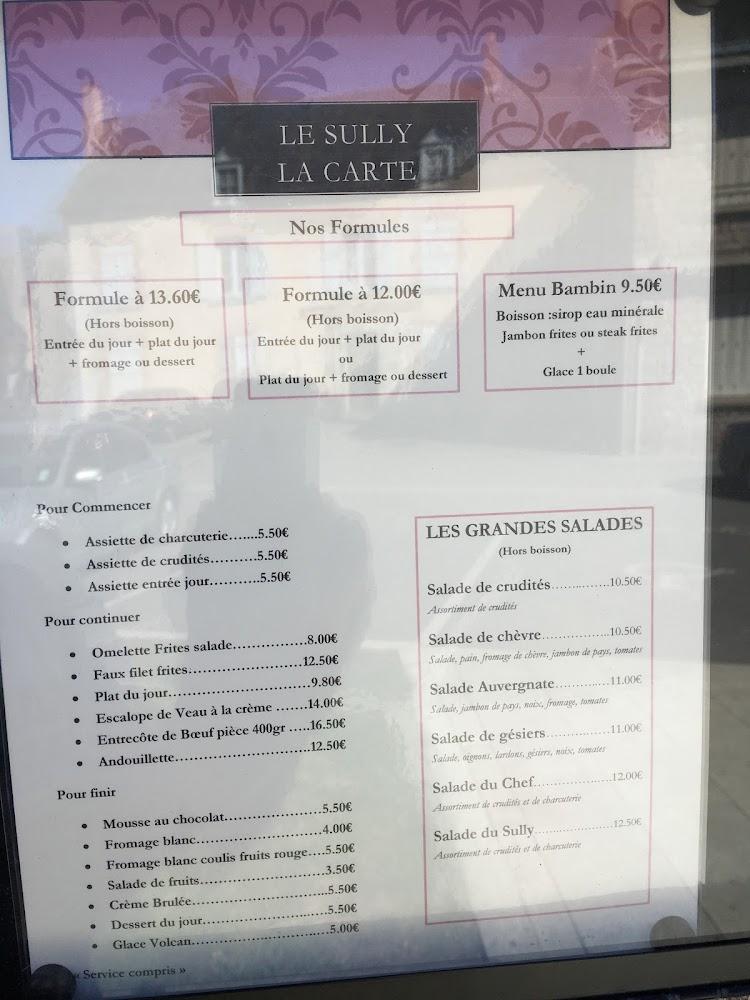 LE SULLY
LA CARTE
Nos Formules
Formule à 13.60€
(Hors boisson)
Entrée du jour + plat du jour
+ fromage ou dessert
Formule à 12.00€
(Hors boisson)
Entrée du jour + plat du jour
ou
Plat du jour + fromage ou dessert
Menu Bambin 9.50€
Boisson :sirop eau minérale
Jambon frites ou steak frites
+
Glace 1 boule
Pour Commencer
• Assiette de charcuterie.......5.50€
• Assiette de crudités..........5.50€
• Assiette entrée jour...........5.50€
Pour continuer
• Omelette Frites salade.................8.00€
• Faux filet frites..........................12.50€
• Plat du jour.................................9.80€
• Escalope de Veau à la crème .......14.00€
• Entrecôte de Bœuf pièce 400gr .....16.50€
• Andouillette...............................12.50€
Pour finir
• Mousse au chocolat......................5.50€
• Fromage blanc.............................4.00€
• Fromage blanc coulis fruits rouge....5.50€
• Salade de fruits............................3.50€
• Crème Brulée...............................5.50€
• Dessert du jour.............................5.50€
• Glace Volcan................................5.00€
« Service compris »
LES GRANDES SALADES
(Hors boisson)
Salade de crudités..............10.50€
Assortiment de crudités
Salade de chèvre................10.50€
Salade, pain, fromage de chèvre, jambon de pays, tomates
Salade Auvergnate.............11.00€
Salade, jambon de pays, noix, fromage, tomates
Salade de gésiers...............11.00€
Salade, oignons, lardons, gésiers, noix, tomates
Salade du Chef..................12.00€
Assortiment de crudités et de charcuterie
Salade du Sully...................12.50€
Assortiment de crudités et de charcuterie